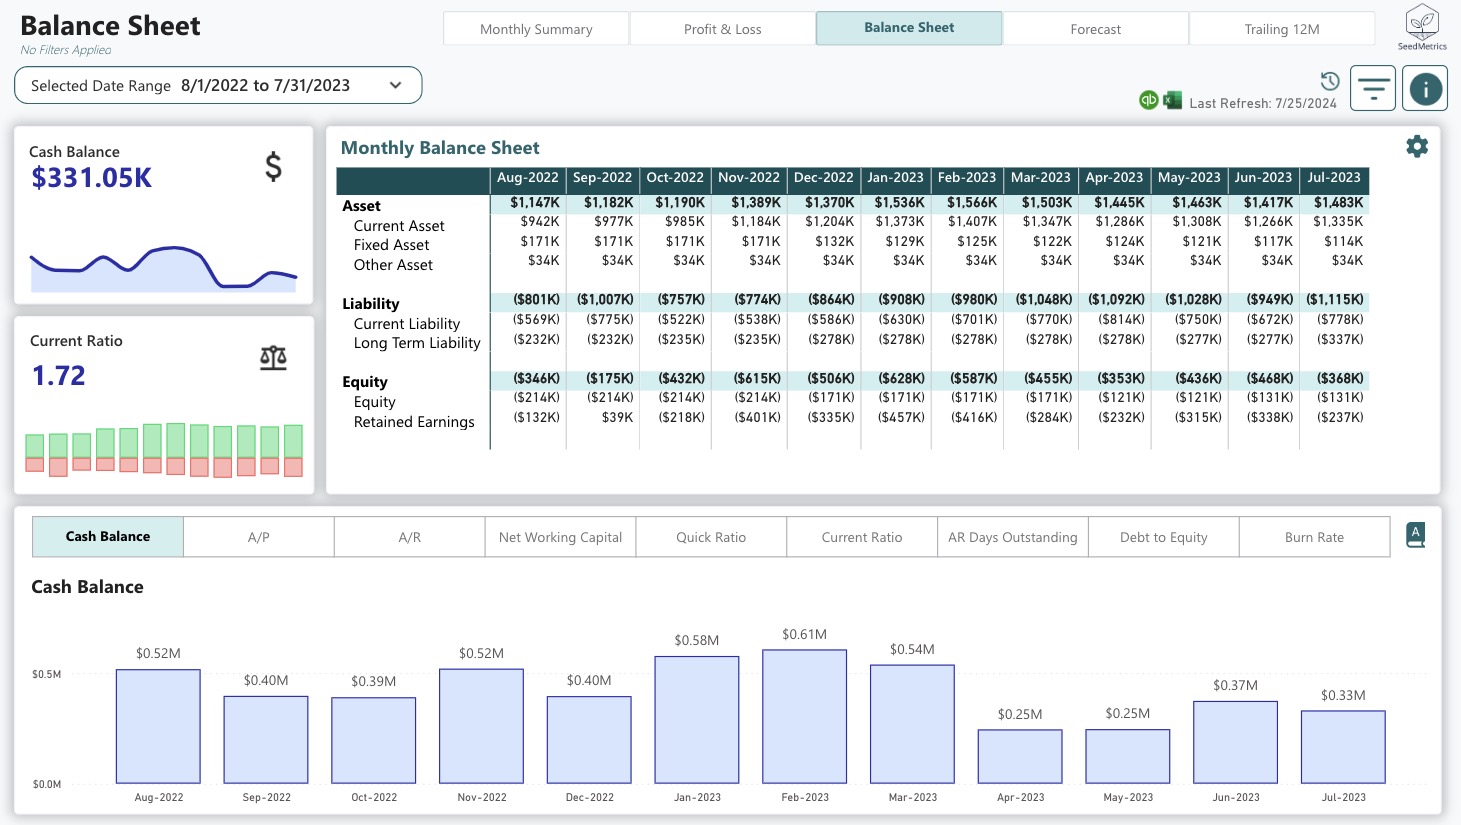 Balance Sheet
No Filters Applied
Monthly Summary Profit & Loss Balance Sheet Forecast Trailing 12M
SeedMetrics
Selected Date Range 8/1/2022 to 7/31/2023
qb X Last Refresh: 7/25/2024
i
Cash Balance
$331.05K
$
Current Ratio
1.72
Monthly Balance Sheet
Aug-2022 Sep-2022 Oct-2022 Nov-2022 Dec-2022 Jan-2023 Feb-2023 Mar-2023 Apr-2023 May-2023 Jun-2023 Jul-2023
Asset $1,147K $1,182K $1,190K $1,389K $1,370K $1,536K $1,566K $1,503K $1,445K $1,463K $1,417K $1,483K
Current Asset $942K $977K $985K $1,184K $1,204K $1,373K $1,407K $1,347K $1,286K $1,308K $1,266K $1,335K
Fixed Asset $171K $171K $171K $171K $132K $129K $125K $122K $124K $121K $117K $114K
Other Asset $34K $34K $34K $34K $34K $34K $34K $34K $34K $34K $34K $34K
Liability ($801K) ($1,007K) ($757K) ($774K) ($864K) ($908K) ($980K) ($1,048K) ($1,092K) ($1,028K) ($949K) ($1,115K)
Current Liability ($569K) ($775K) ($522K) ($538K) ($586K) ($630K) ($701K) ($770K) ($814K) ($750K) ($672K) ($778K)
Long Term Liability ($232K) ($232K) ($235K) ($235K) ($278K) ($278K) ($278K) ($278K) ($278K) ($277K) ($277K) ($337K)
Equity ($346K) ($175K) ($432K) ($615K) ($506K) ($628K) ($587K) ($455K) ($353K) ($436K) ($468K) ($368K)
Equity ($214K) ($214K) ($214K) ($214K) ($171K) ($171K) ($171K) ($171K) ($121K) ($121K) ($131K) ($131K)
Retained Earnings ($132K) $39K ($218K) ($401K) ($335K) ($457K) ($416K) ($284K) ($232K) ($315K) ($338K) ($237K)
Cash Balance A/P A/R Net Working Capital Quick Ratio Current Ratio AR Days Outstanding Debt to Equity Burn Rate
A
Cash Balance
$0.52M $0.40M $0.39M $0.52M $0.40M $0.58M $0.61M $0.54M $0.25M $0.25M $0.37M $0.33M
$0.5M
$0.0M
Aug-2022 Sep-2022 Oct-2022 Nov-2022 Dec-2022 Jan-2023 Feb-2023 Mar-2023 Apr-2023 May-2023 Jun-2023 Jul-2023